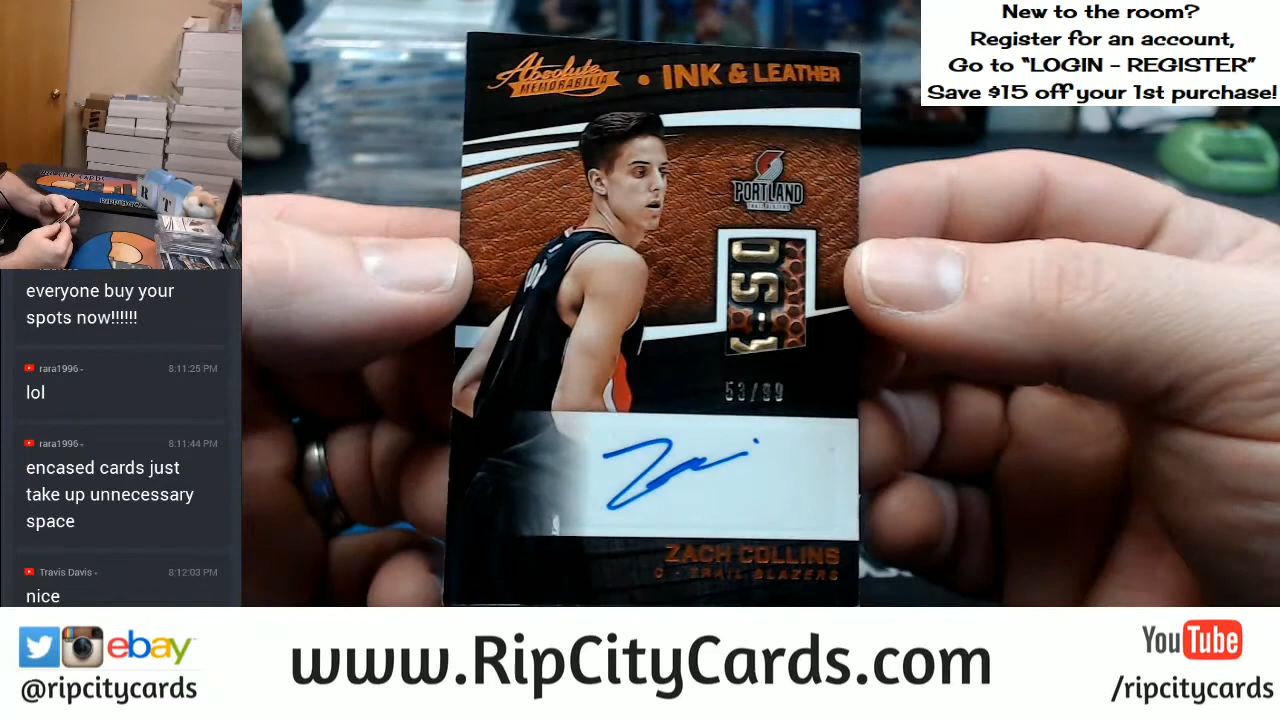 New to the room?
Register for an account,
Go to “LOGIN - REGISTER”
Save $15 off your 1st purchase!
Absolute
MEMORABILIA
• INK & LEATHER
PORTLAND
TRAIL BLAZERS
53/99
ZACH COLLINS
C - TRAIL BLAZERS
everyone buy your
spots now!!!!!!
rara1996 - 8:11:25 PM
lol
rara1996 - 8:11:44 PM
encased cards just
take up unnecessary
space
Travis Davis - 8:12:03 PM
nice
ebay
@ripcitycards
www.RipCityCards.com
YouTube
/ripcitycards